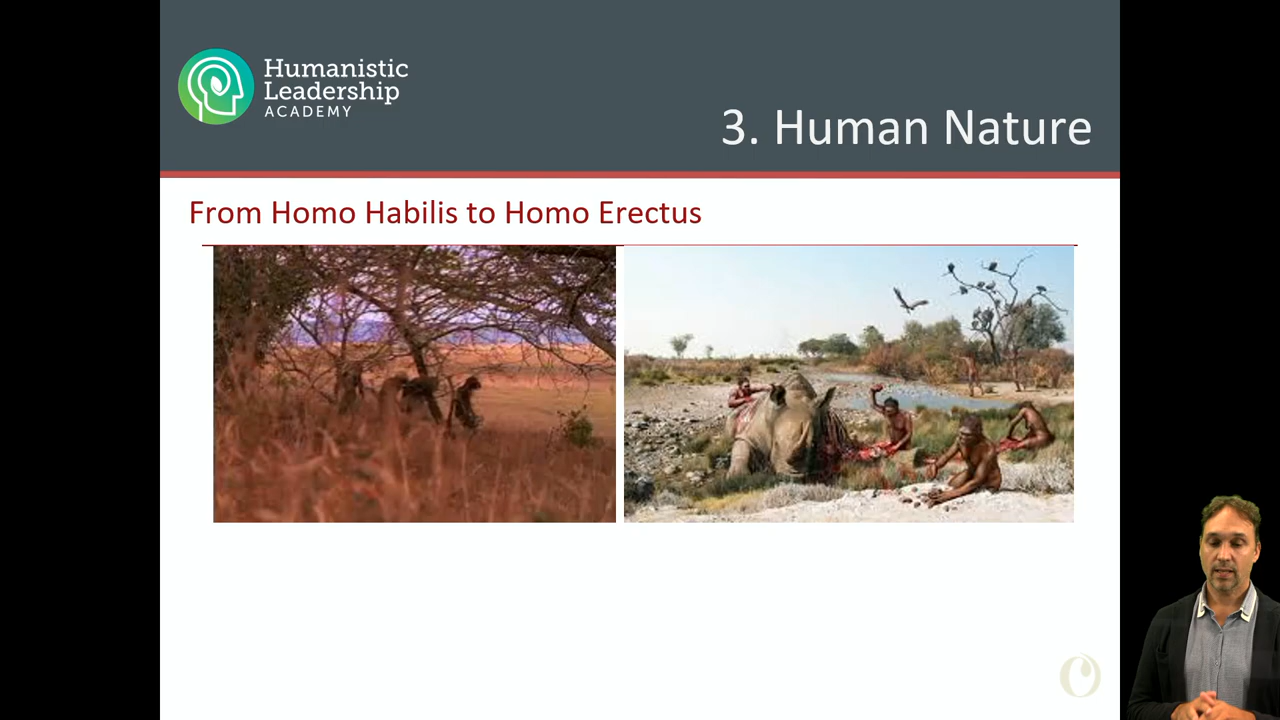 Humanistic
Leadership
ACADEMY
3. Human Nature
From Homo Habilis to Homo Erectus